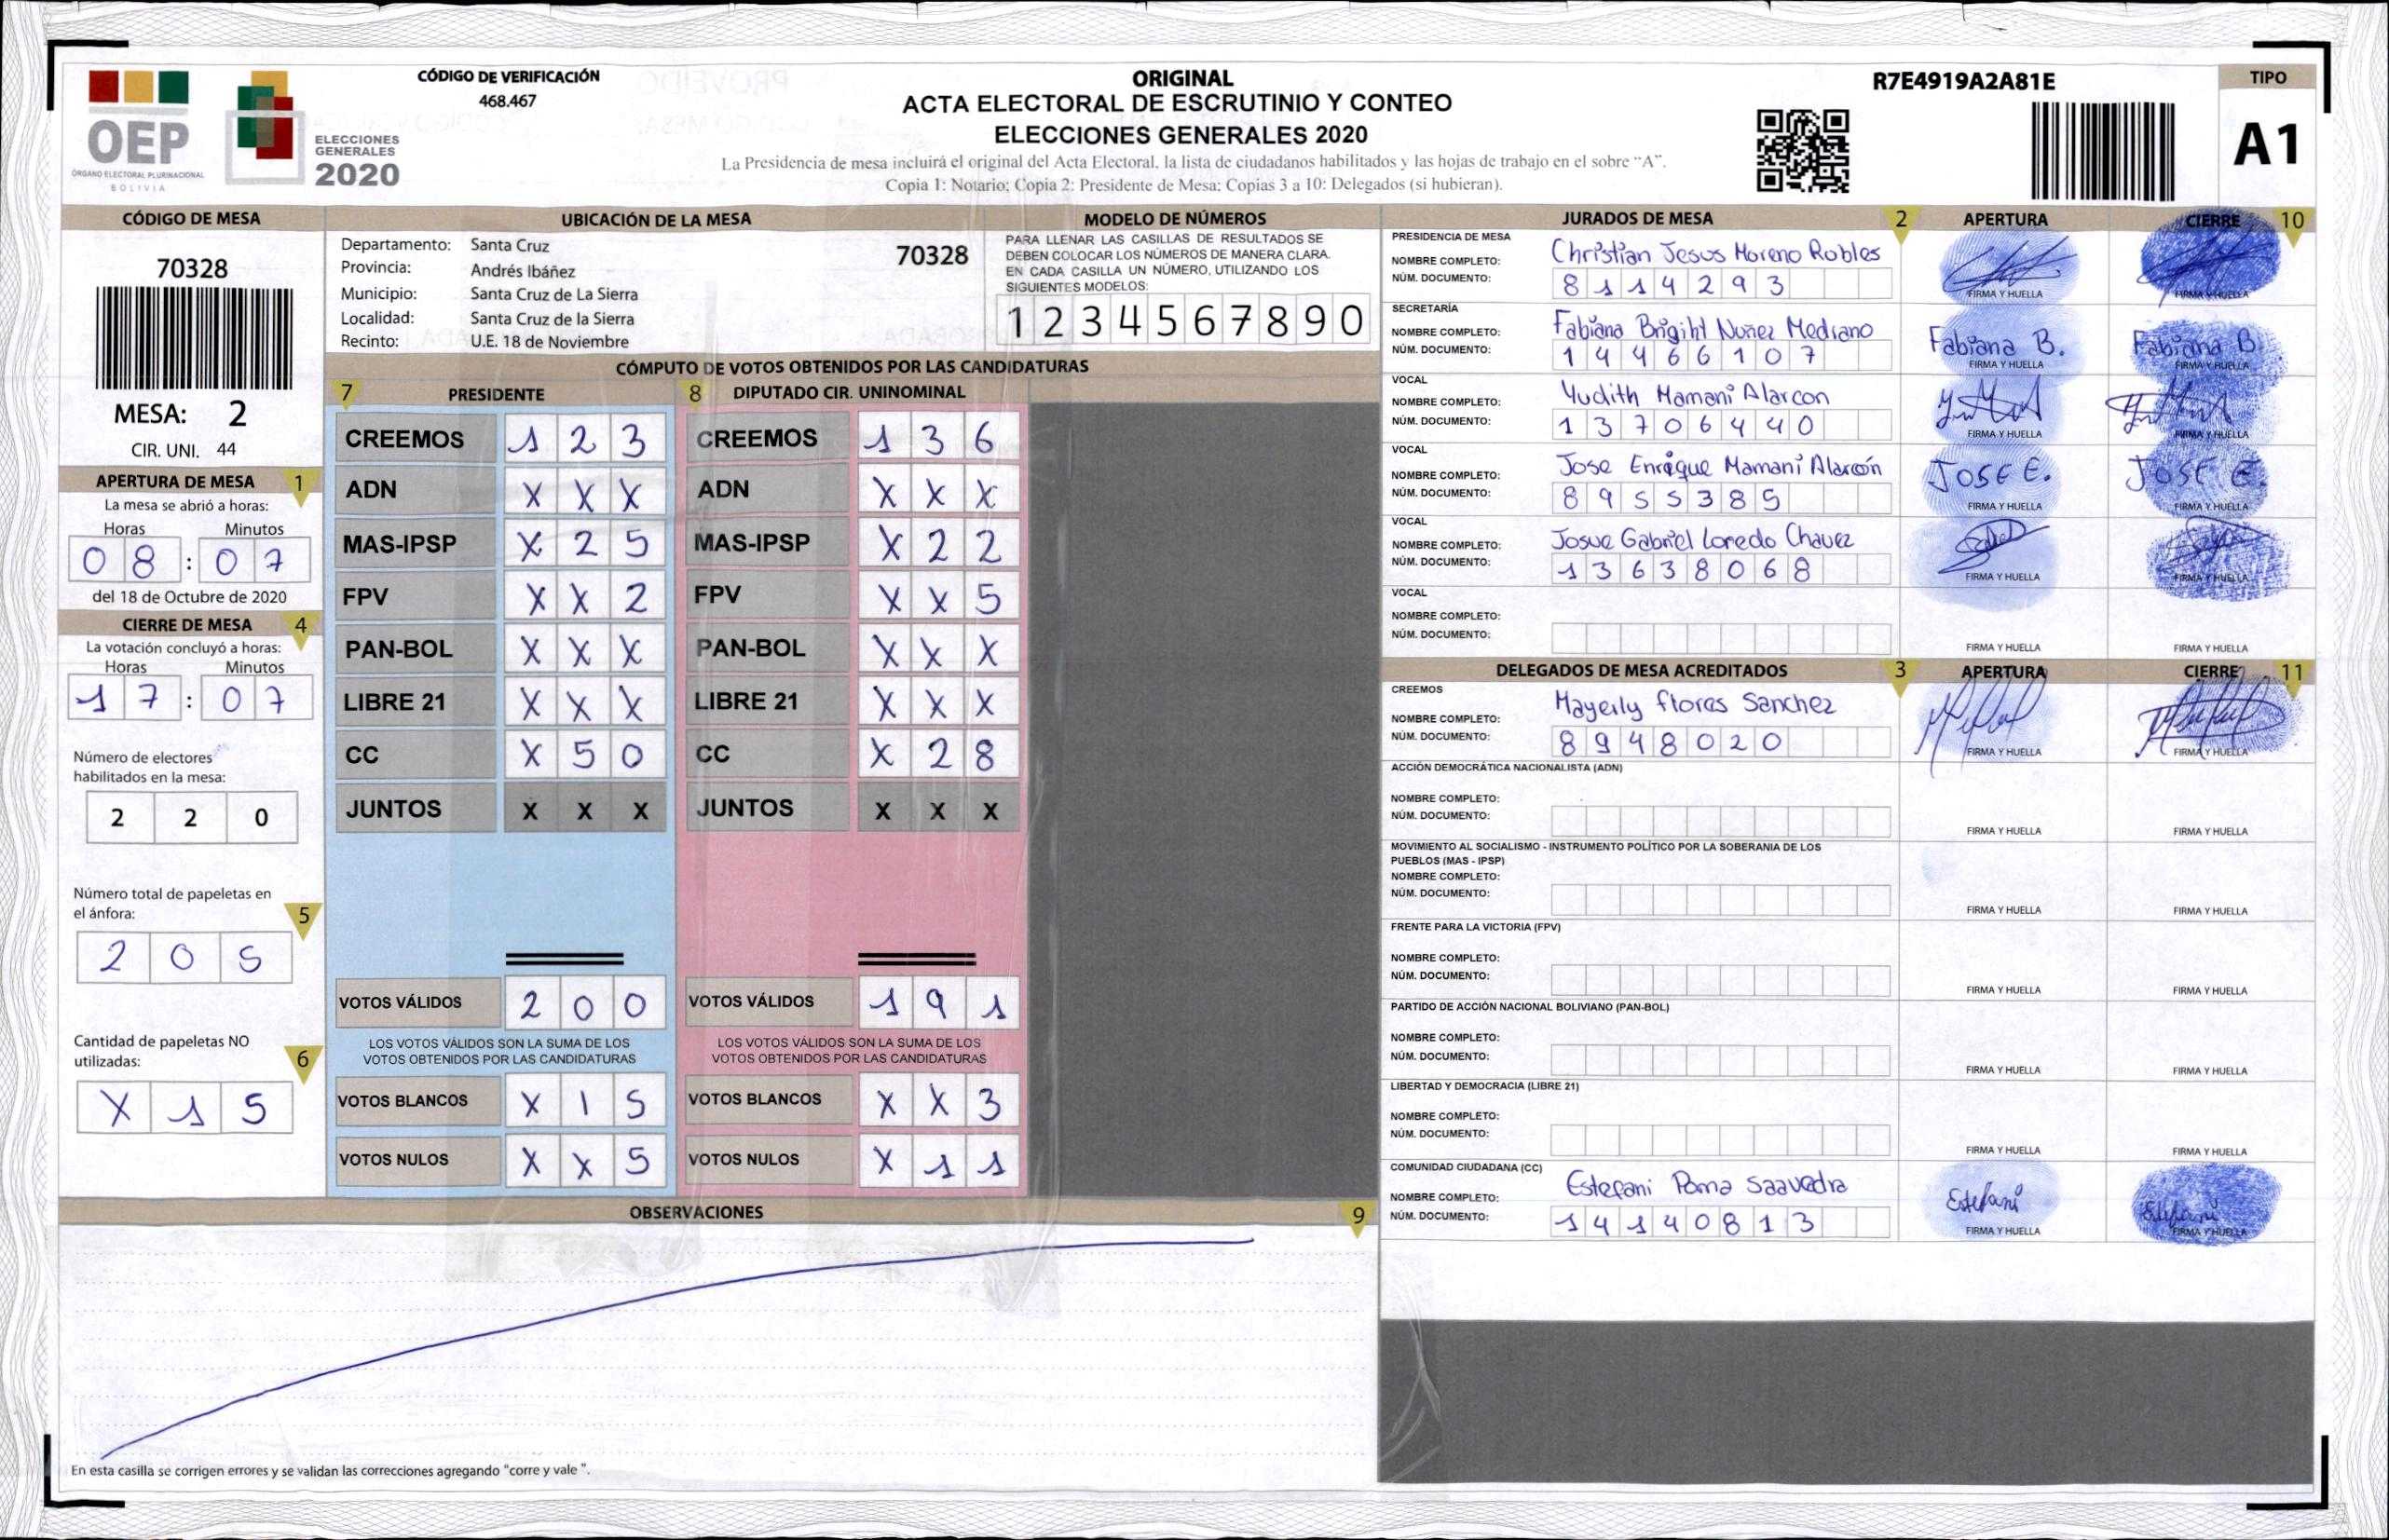 OEP
ÓRGANO ELECTORAL PLURINACIONAL
BOLIVIA
ELECCIONES
GENERALES
2020
CÓDIGO DE VERIFICACIÓN
468.467
ORIGINAL
ACTA ELECTORAL DE ESCRUTINIO Y CONTEO
ELECCIONES GENERALES 2020
La Presidencia de mesa incluirá el original del Acta Electoral, la lista de ciudadanos habilitados y las hojas de trabajo en el sobre “A”.
Copia 1: Notario; Copia 2: Presidente de Mesa; Copias 3 a 10: Delegados (si hubieran).
R7E4919A2A81E
TIPO
A1
CÓDIGO DE MESA
70328
MESA: 2
CIR. UNI. 44
APERTURA DE MESA 1
La mesa se abrió a horas:
Horas Minutos
08 : 07
del 18 de Octubre de 2020
CIERRE DE MESA 4
La votación concluyó a horas:
Horas Minutos
17 : 07
Número de electores
habilitados en la mesa:
2 2 0
Número total de papeletas en
el ánfora: 5
2 0 5
Cantidad de papeletas NO
utilizadas: 6
X 1 5
UBICACIÓN DE LA MESA
Departamento: Santa Cruz 70328
Provincia: Andrés Ibáñez
Municipio: Santa Cruz de La Sierra
Localidad: Santa Cruz de la Sierra
Recinto: U.E. 18 de Noviembre
MODELO DE NÚMEROS
PARA LLENAR LAS CASILLAS DE RESULTADOS SE
DEBEN COLOCAR LOS NÚMEROS DE MANERA CLARA.
EN CADA CASILLA UN NÚMERO, UTILIZANDO LOS
SIGUIENTES MODELOS:
1 2 3 4 5 6 7 8 9 0
CÓMPUTO DE VOTOS OBTENIDOS POR LAS CANDIDATURAS
7 PRESIDENTE
CREEMOS 1 2 3
ADN X X X
MAS-IPSP X 2 5
FPV X X 2
PAN-BOL X X X
LIBRE 21 X X X
CC X 5 0
JUNTOS X X X
VOTOS VÁLIDOS 2 0 0
LOS VOTOS VÁLIDOS SON LA SUMA DE LOS
VOTOS OBTENIDOS POR LAS CANDIDATURAS
VOTOS BLANCOS X 1 5
VOTOS NULOS X X 5
8 DIPUTADO CIR. UNINOMINAL
CREEMOS 1 3 6
ADN X X X
MAS-IPSP X 2 2
FPV X X 5
PAN-BOL X X X
LIBRE 21 X X X
CC X 2 8
JUNTOS X X X
VOTOS VÁLIDOS 1 9 1
LOS VOTOS VÁLIDOS SON LA SUMA DE LOS
VOTOS OBTENIDOS POR LAS CANDIDATURAS
VOTOS BLANCOS X X 3
VOTOS NULOS X 1 1
OBSERVACIONES 9
En esta casilla se corrigen errores y se validan las correcciones agregando “corre y vale ”.
JURADOS DE MESA 2 APERTURA CIERRE 10
PRESIDENCIA DE MESA
NOMBRE COMPLETO: Christian Jesus Moreno Robles
NÚM. DOCUMENTO: 8114293
FIRMA Y HUELLA FIRMA Y HUELLA
SECRETARÍA
NOMBRE COMPLETO: Fabiana Brigiht Nuñez Medrano
NÚM. DOCUMENTO: 14466107
Fabiana B. Fabiana B
FIRMA Y HUELLA FIRMA Y HUELLA
VOCAL
NOMBRE COMPLETO: Yudith Mamani Alarcon
NÚM. DOCUMENTO: 13706440
FIRMA Y HUELLA FIRMA Y HUELLA
VOCAL
NOMBRE COMPLETO: Jose Enrique Mamani Alarcón
NÚM. DOCUMENTO: 8955385
JOSE E. JOSE E.
FIRMA Y HUELLA FIRMA Y HUELLA
VOCAL
NOMBRE COMPLETO: Josue Gabriel Loredo Chavez
NÚM. DOCUMENTO: 13638068
FIRMA Y HUELLA FIRMA Y HUELLA
VOCAL
NOMBRE COMPLETO:
NÚM. DOCUMENTO:
FIRMA Y HUELLA FIRMA Y HUELLA
DELEGADOS DE MESA ACREDITADOS 3 APERTURA CIERRE 11
CREEMOS
NOMBRE COMPLETO: Mayerly flores Sanchez
NÚM. DOCUMENTO: 8948020
FIRMA Y HUELLA FIRMA Y HUELLA
ACCIÓN DEMOCRÁTICA NACIONALISTA (ADN)
NOMBRE COMPLETO:
NÚM. DOCUMENTO:
FIRMA Y HUELLA FIRMA Y HUELLA
MOVIMIENTO AL SOCIALISMO - INSTRUMENTO POLÍTICO POR LA SOBERANIA DE LOS
PUEBLOS (MAS - IPSP)
NOMBRE COMPLETO:
NÚM. DOCUMENTO:
FIRMA Y HUELLA FIRMA Y HUELLA
FRENTE PARA LA VICTORIA (FPV)
NOMBRE COMPLETO:
NÚM. DOCUMENTO:
FIRMA Y HUELLA FIRMA Y HUELLA
PARTIDO DE ACCIÓN NACIONAL BOLIVIANO (PAN-BOL)
NOMBRE COMPLETO:
NÚM. DOCUMENTO:
FIRMA Y HUELLA FIRMA Y HUELLA
LIBERTAD Y DEMOCRACIA (LIBRE 21)
NOMBRE COMPLETO:
NÚM. DOCUMENTO:
FIRMA Y HUELLA FIRMA Y HUELLA
COMUNIDAD CIUDADANA (CC)
NOMBRE COMPLETO: Estefani Poma Saavedra
NÚM. DOCUMENTO: 14140813
Estefani Estefani
FIRMA Y HUELLA FIRMA Y HUELLA